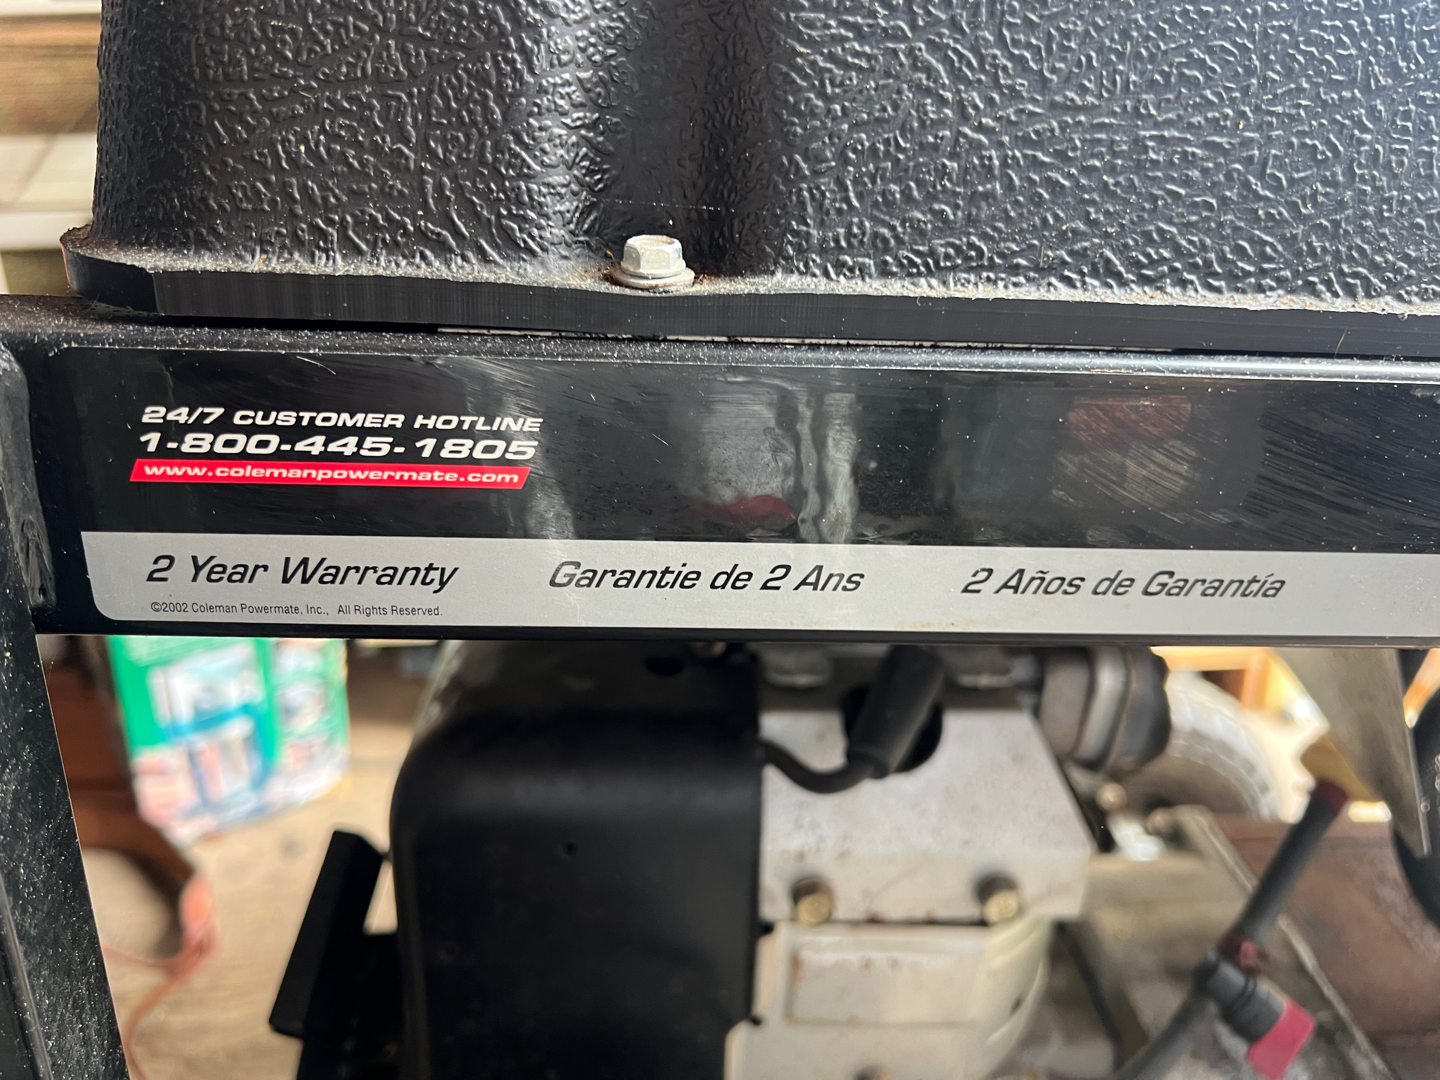 24/7 CUSTOMER HOTLINE
1-800-445-1805
www.colemanpowermate.com
2 Year Warranty
Garantie de 2 Ans
2 Años de Garantía
©2002 Coleman Powermate, Inc., All Rights Reserved.